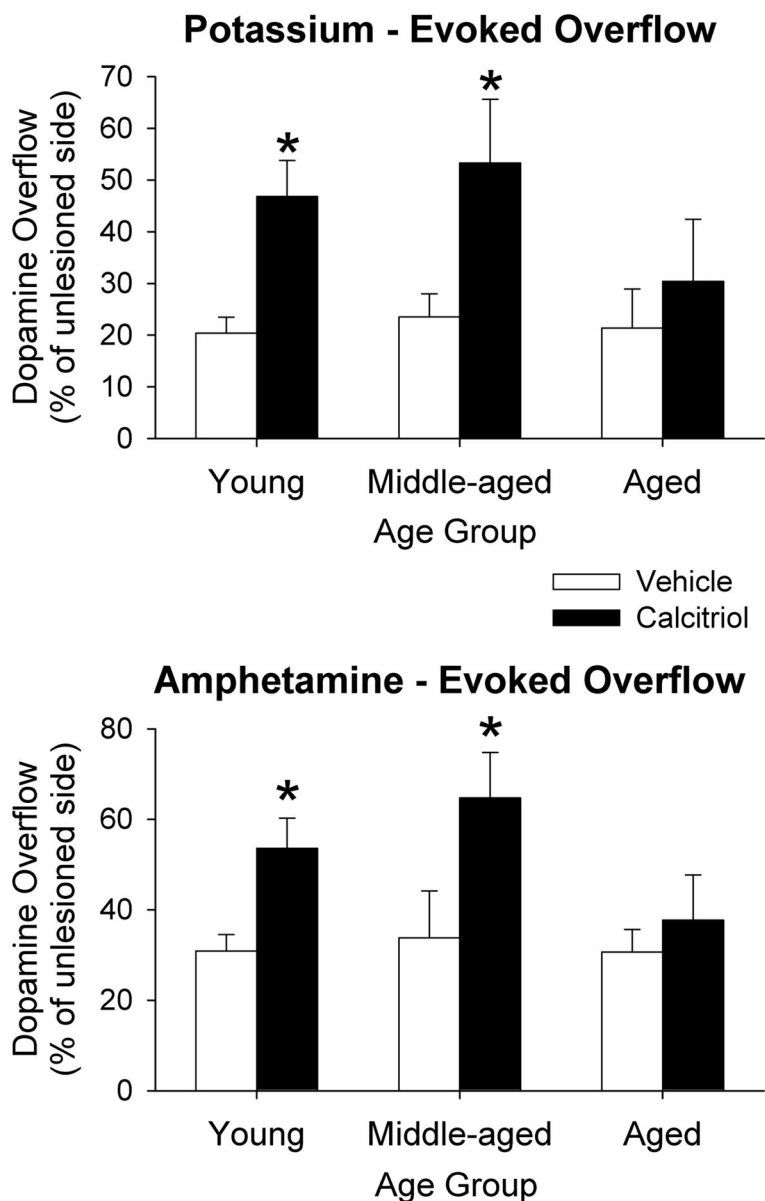 Potassium - Evoked Overflow
Dopamine Overflow
(% of unlesioned side)
70
60
50
40
30
20
10
0
*
*
Young Middle-aged Aged
Age Group
Vehicle
Calcitriol
Amphetamine - Evoked Overflow
Dopamine Overflow
(% of unlesioned side)
80
60
40
20
0
*
*
Young Middle-aged Aged
Age Group